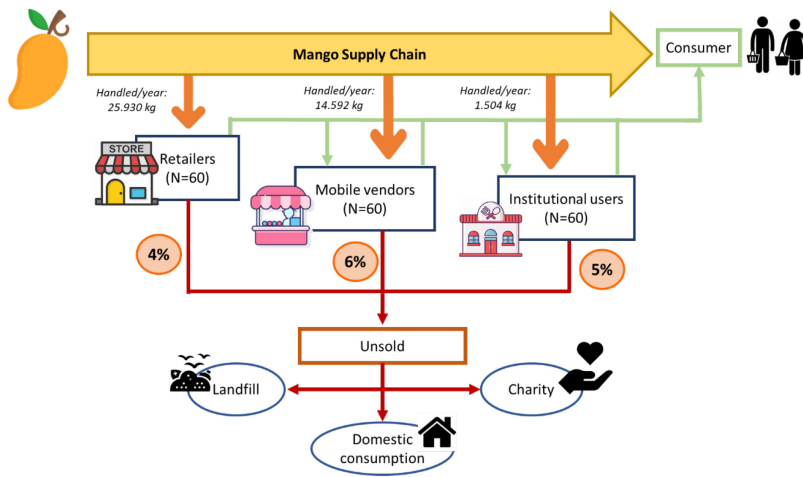 Mango Supply Chain
Consumer
Handled/year:
25.930 kg
Handled/year:
14.592 kg
Handled/year:
1.504 kg
STORE
Retailers
(N=60)
Mobile vendors
(N=60)
Institutional users
(N=60)
4%
6%
5%
Unsold
Landfill
Charity
Domestic
consumption